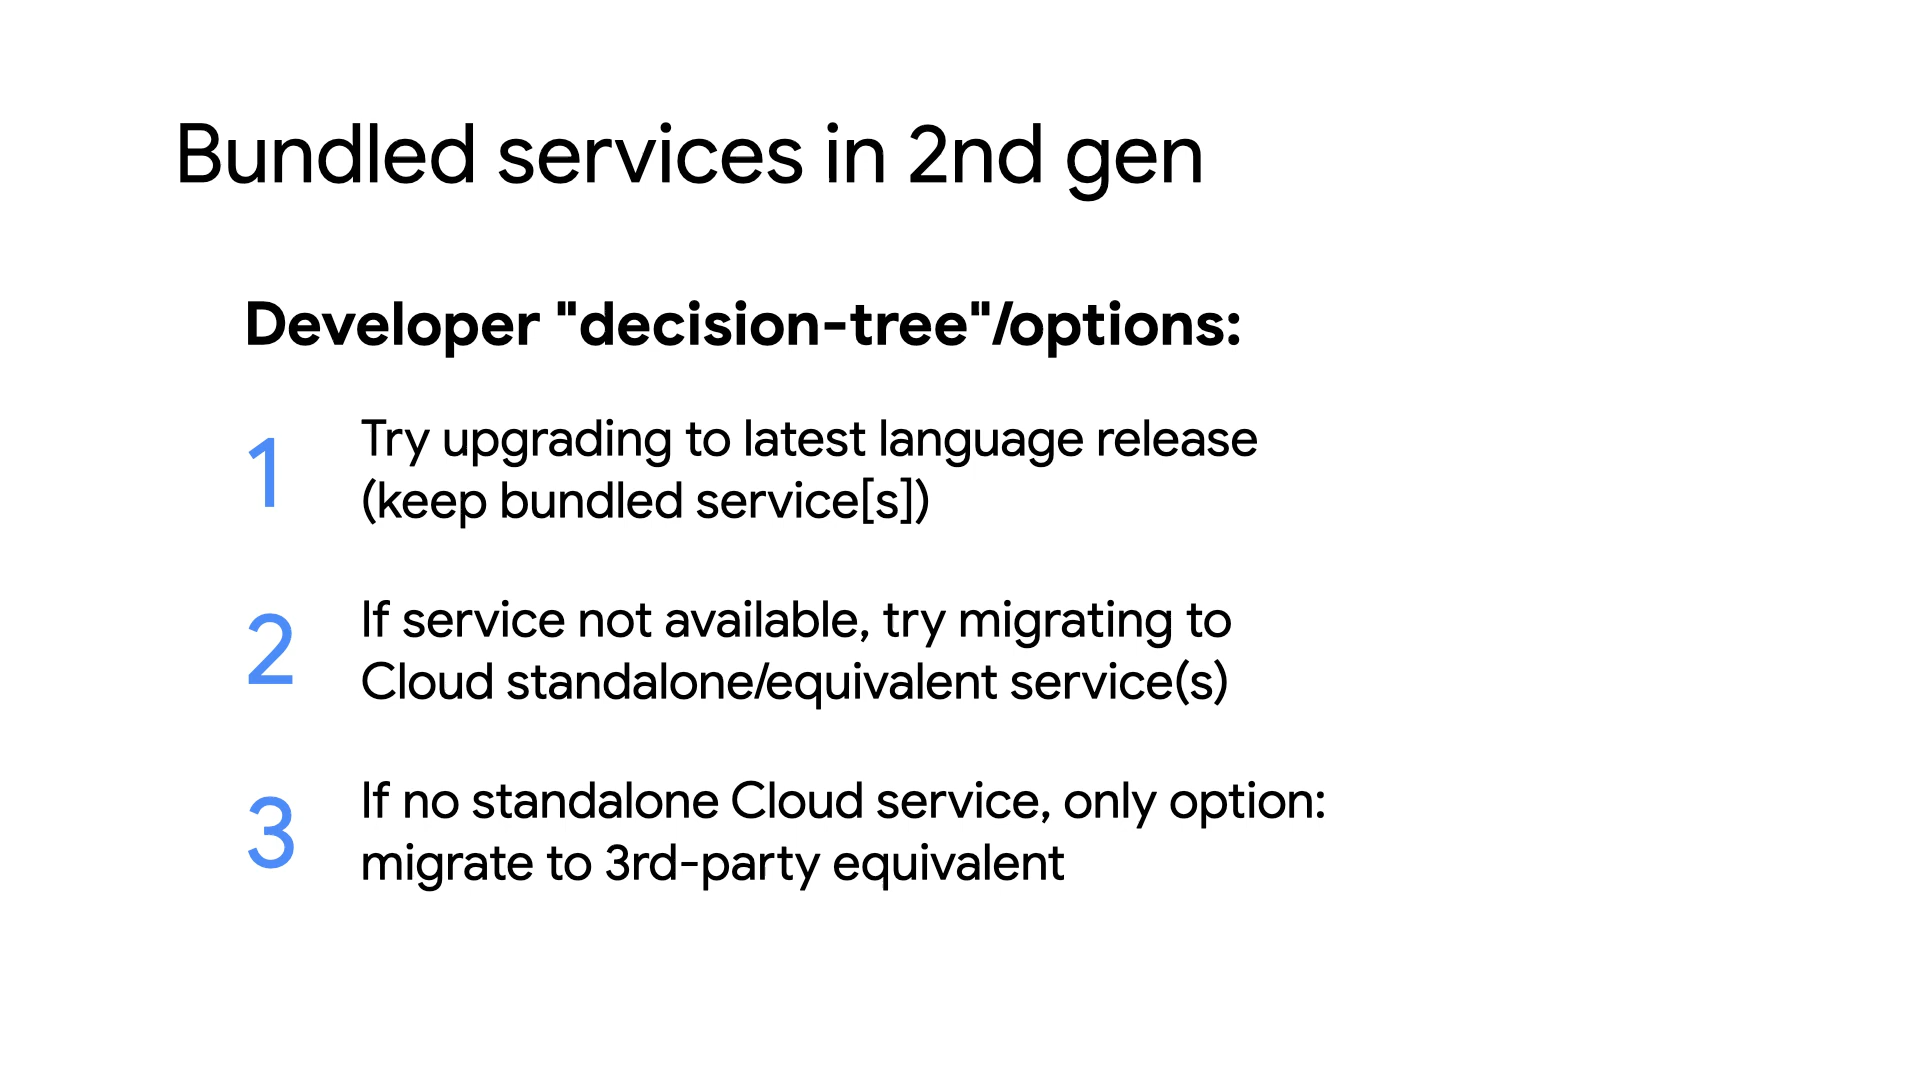 Bundled services in 2nd gen
Developer "decision-tree"/options:
1
Try upgrading to latest language release
(keep bundled service[s])
2
If service not available, try migrating to
Cloud standalone/equivalent service(s)
3
If no standalone Cloud service, only option:
migrate to 3rd-party equivalent